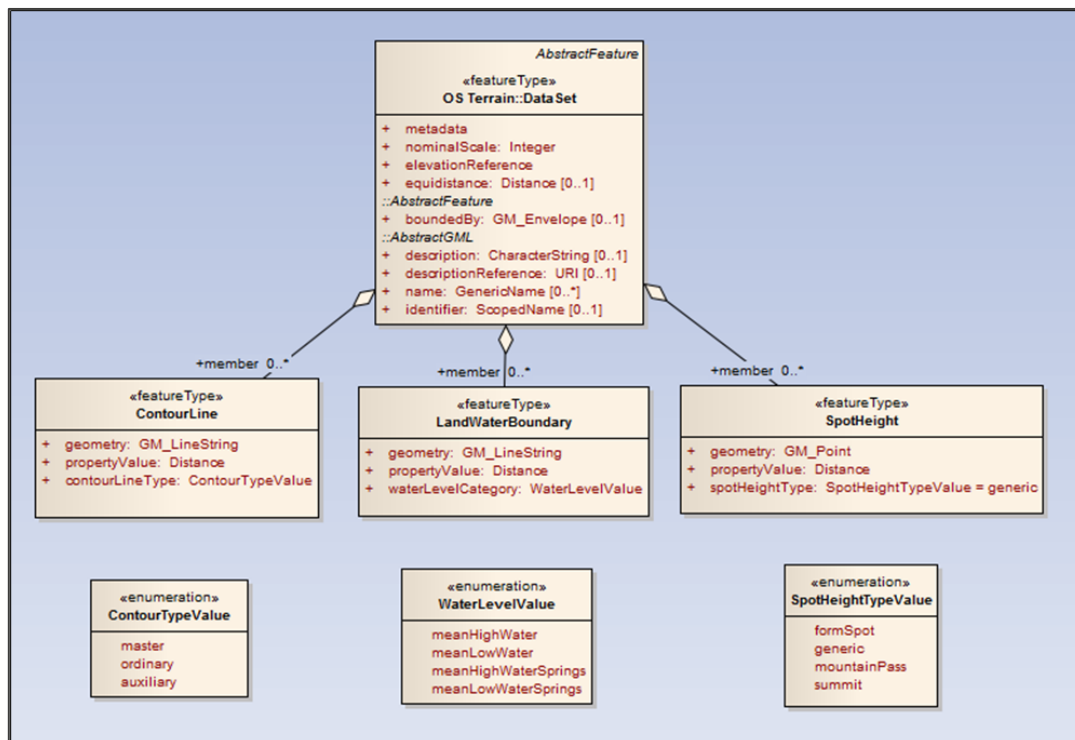 AbstractFeature
«featureType»
OS Terrain::DataSet
+ metadata
+ nominalScale: Integer
+ elevationReference
+ equidistance: Distance [0..1]
::AbstractFeature
+ boundedBy: GM_Envelope [0..1]
::AbstractGML
+ description: CharacterString [0..1]
+ descriptionReference: URI [0..1]
+ name: GenericName [0..*]
+ identifier: ScopedName [0..1]
+member 0..*
+member 0..*
+member 0..*
«featureType»
ContourLine
+ geometry: GM_LineString
+ propertyValue: Distance
+ contourLineType: ContourTypeValue
«featureType»
LandWaterBoundary
+ geometry: GM_LineString
+ propertyValue: Distance
+ waterLevelCategory: WaterLevelValue
«featureType»
SpotHeight
+ geometry: GM_Point
+ propertyValue: Distance
+ spotHeightType: SpotHeightTypeValue = generic
«enumeration»
ContourTypeValue
master
ordinary
auxiliary
«enumeration»
WaterLevelValue
meanHighWater
meanLowWater
meanHighWaterSprings
meanLowWaterSprings
«enumeration»
SpotHeightTypeValue
formSpot
generic
mountainPass
summit